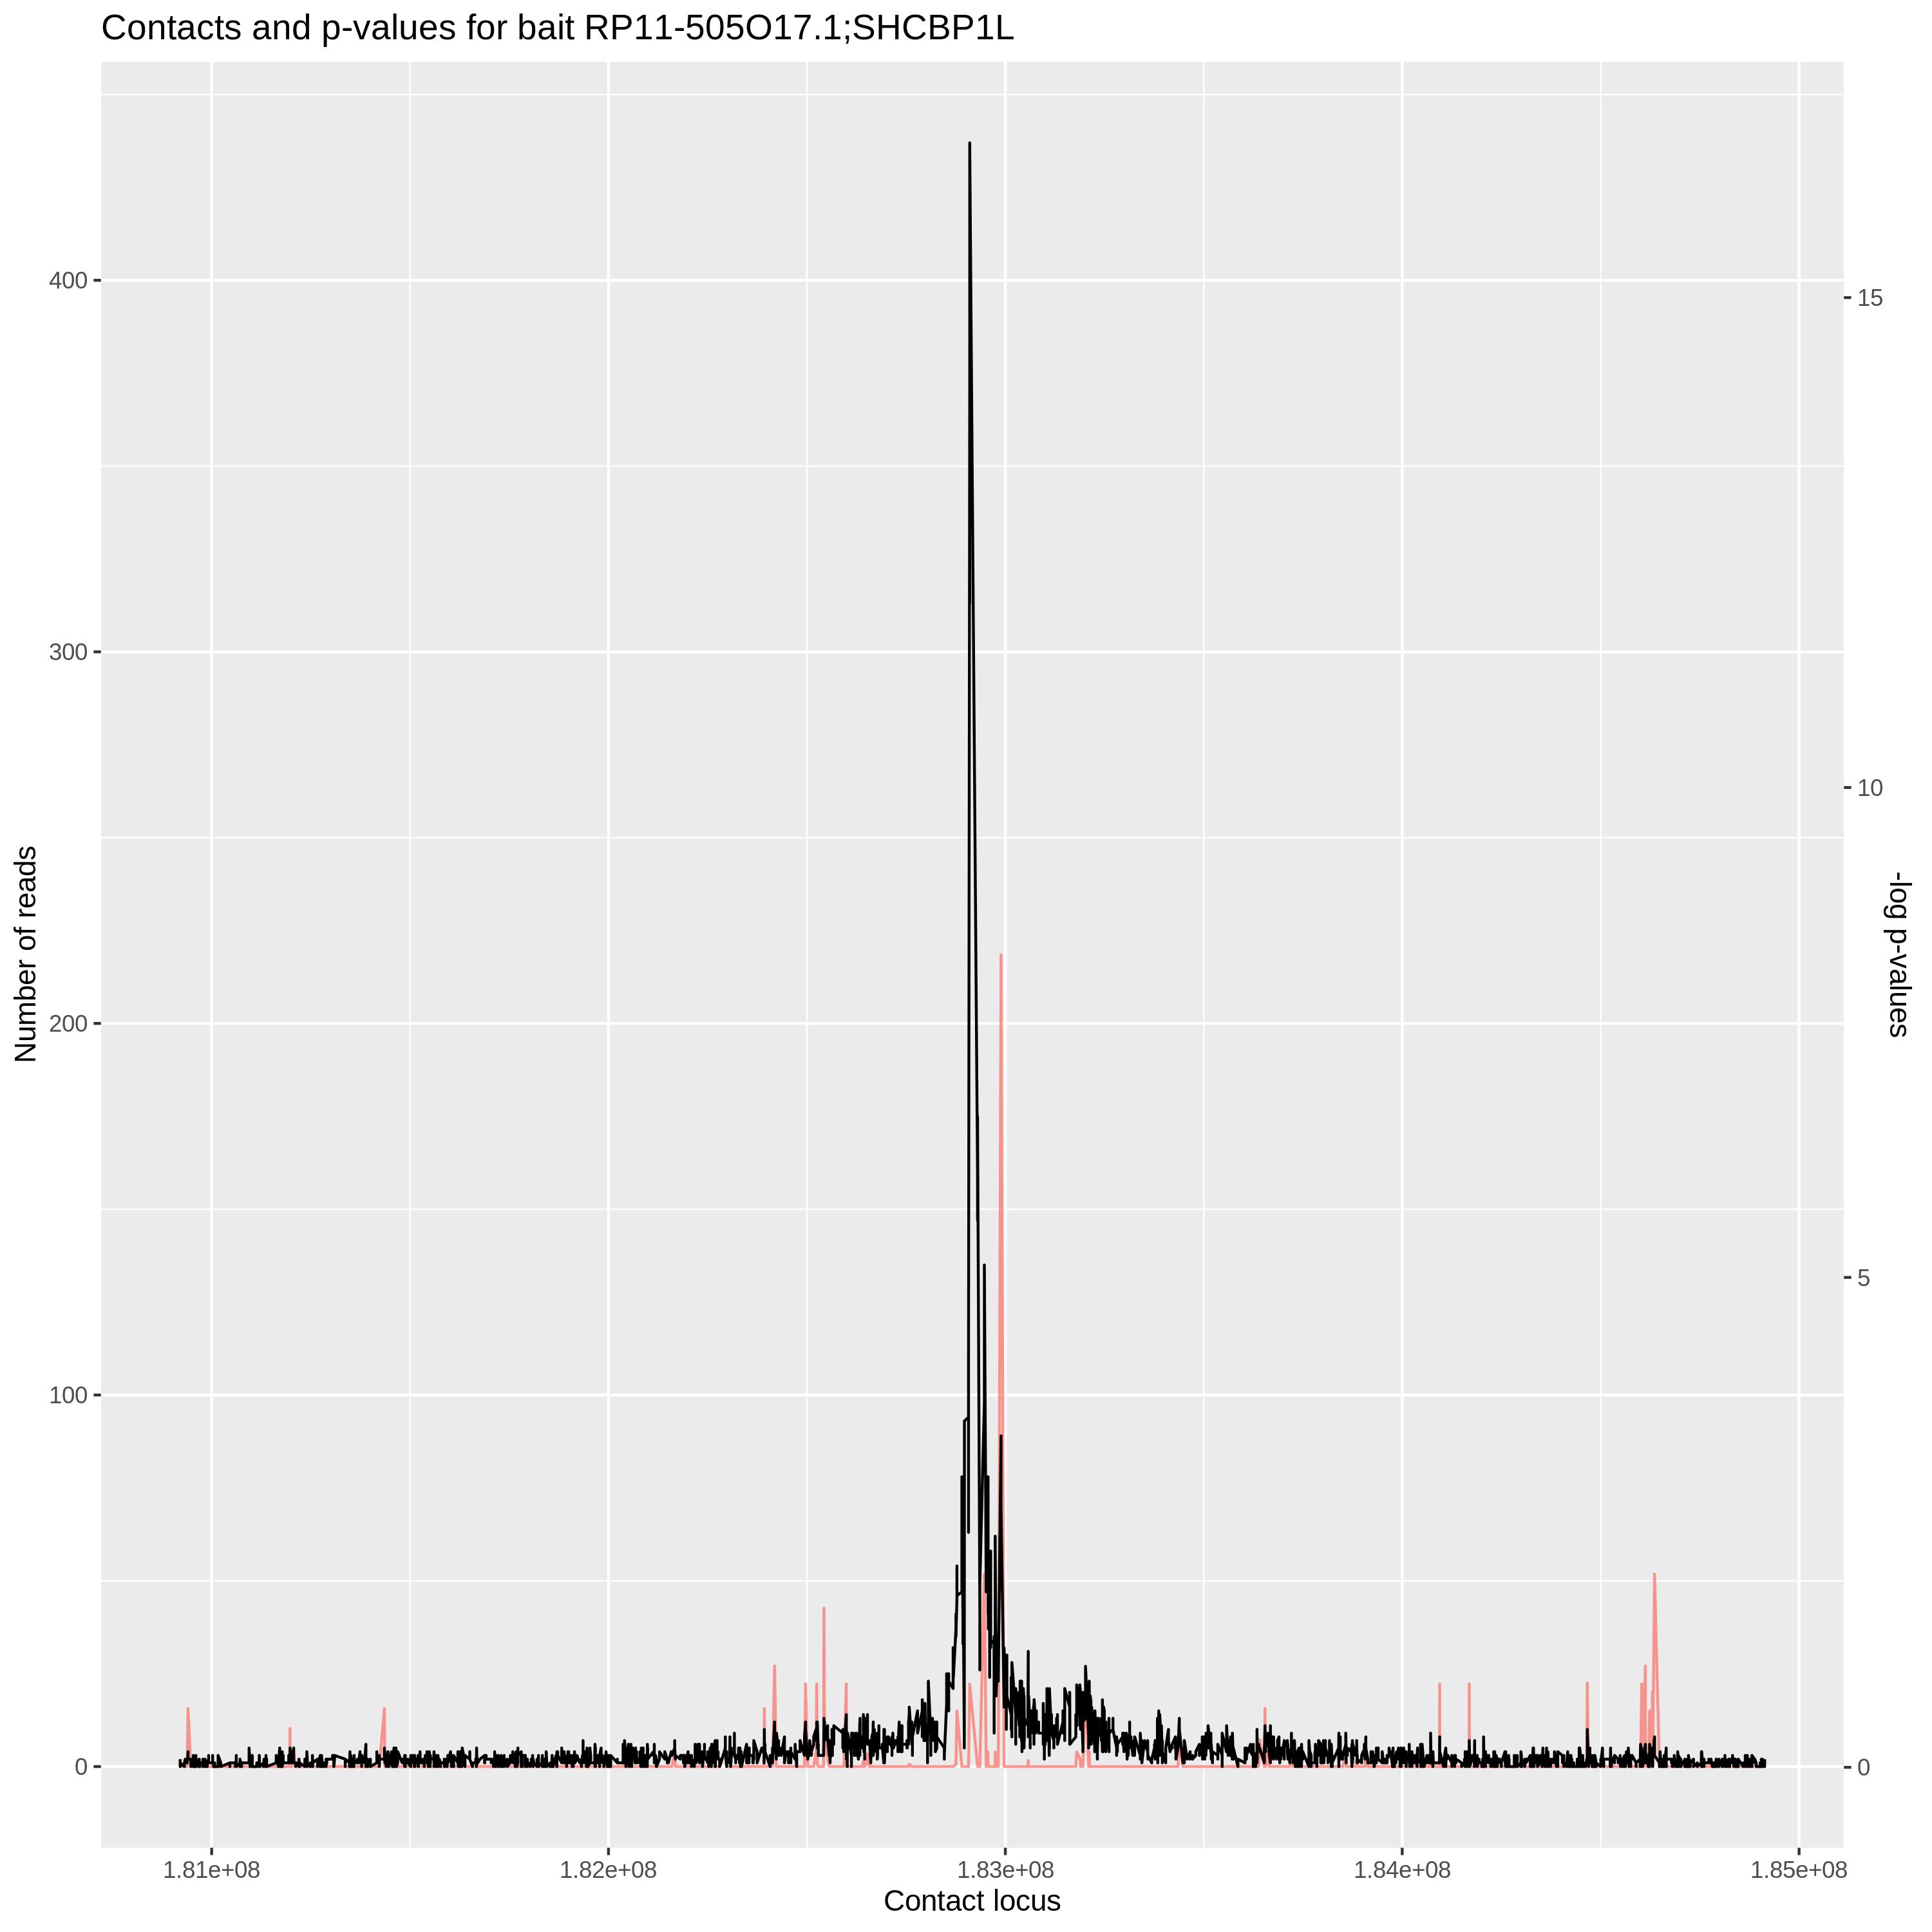 Contacts and p-values for bait RP11-505O17.1;SHCBP1L
400
300
200
100
0
Number of reads
15
10
5
0
-log p-values
1.81e+08
1.82e+08
1.83e+08
1.84e+08
1.85e+08
Contact locus